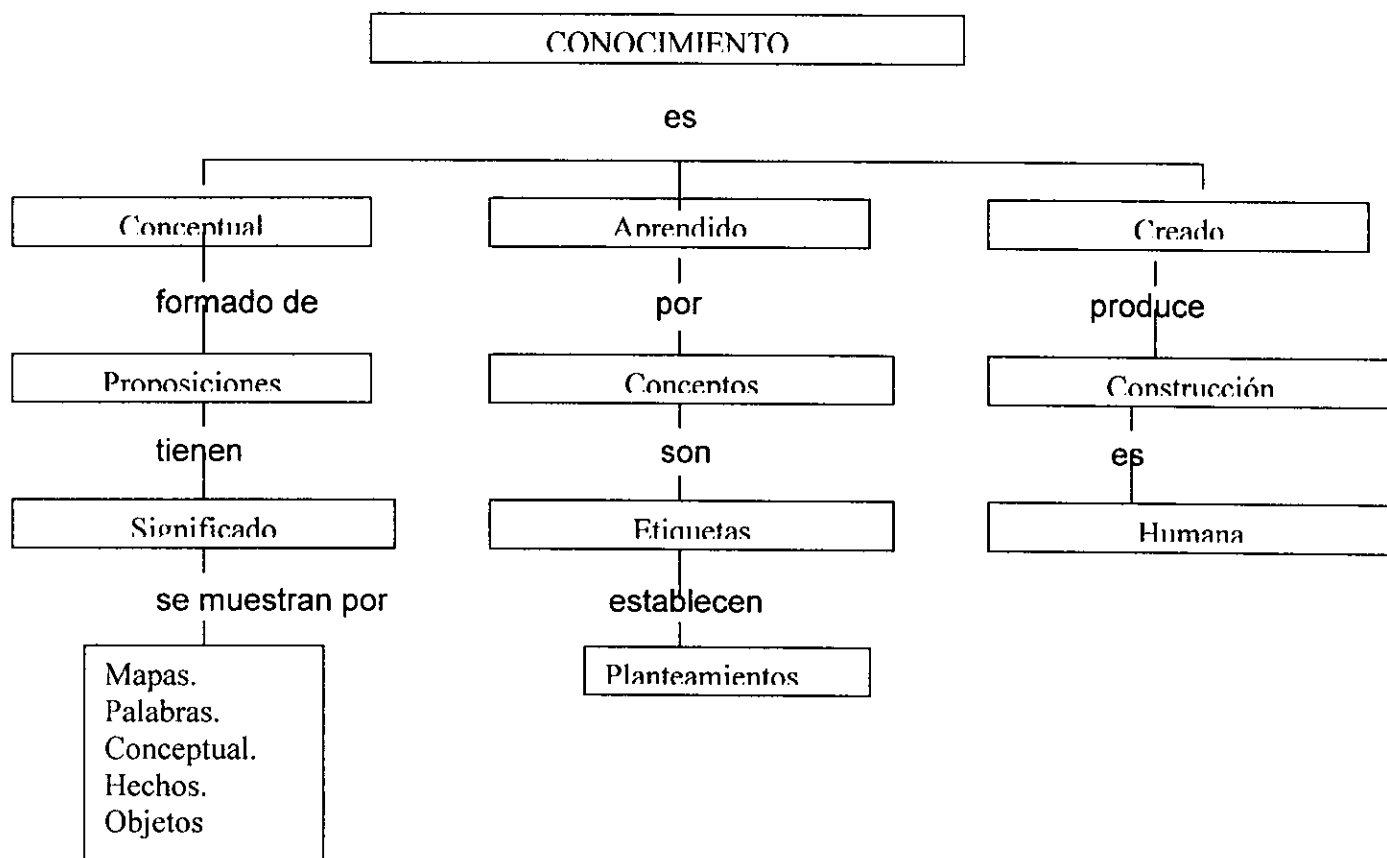 CONOCIMIENTO
es
Conceptual
Aprendido
Creado
formado de
por
produce
Proposiciones
Conceptos
Construcción
tienen
son
es
Significado
Etiquetas
Humana
se muestran por
establecen
Mapas.
Palabras.
Conceptual.
Hechos.
Objetos
Planteamientos